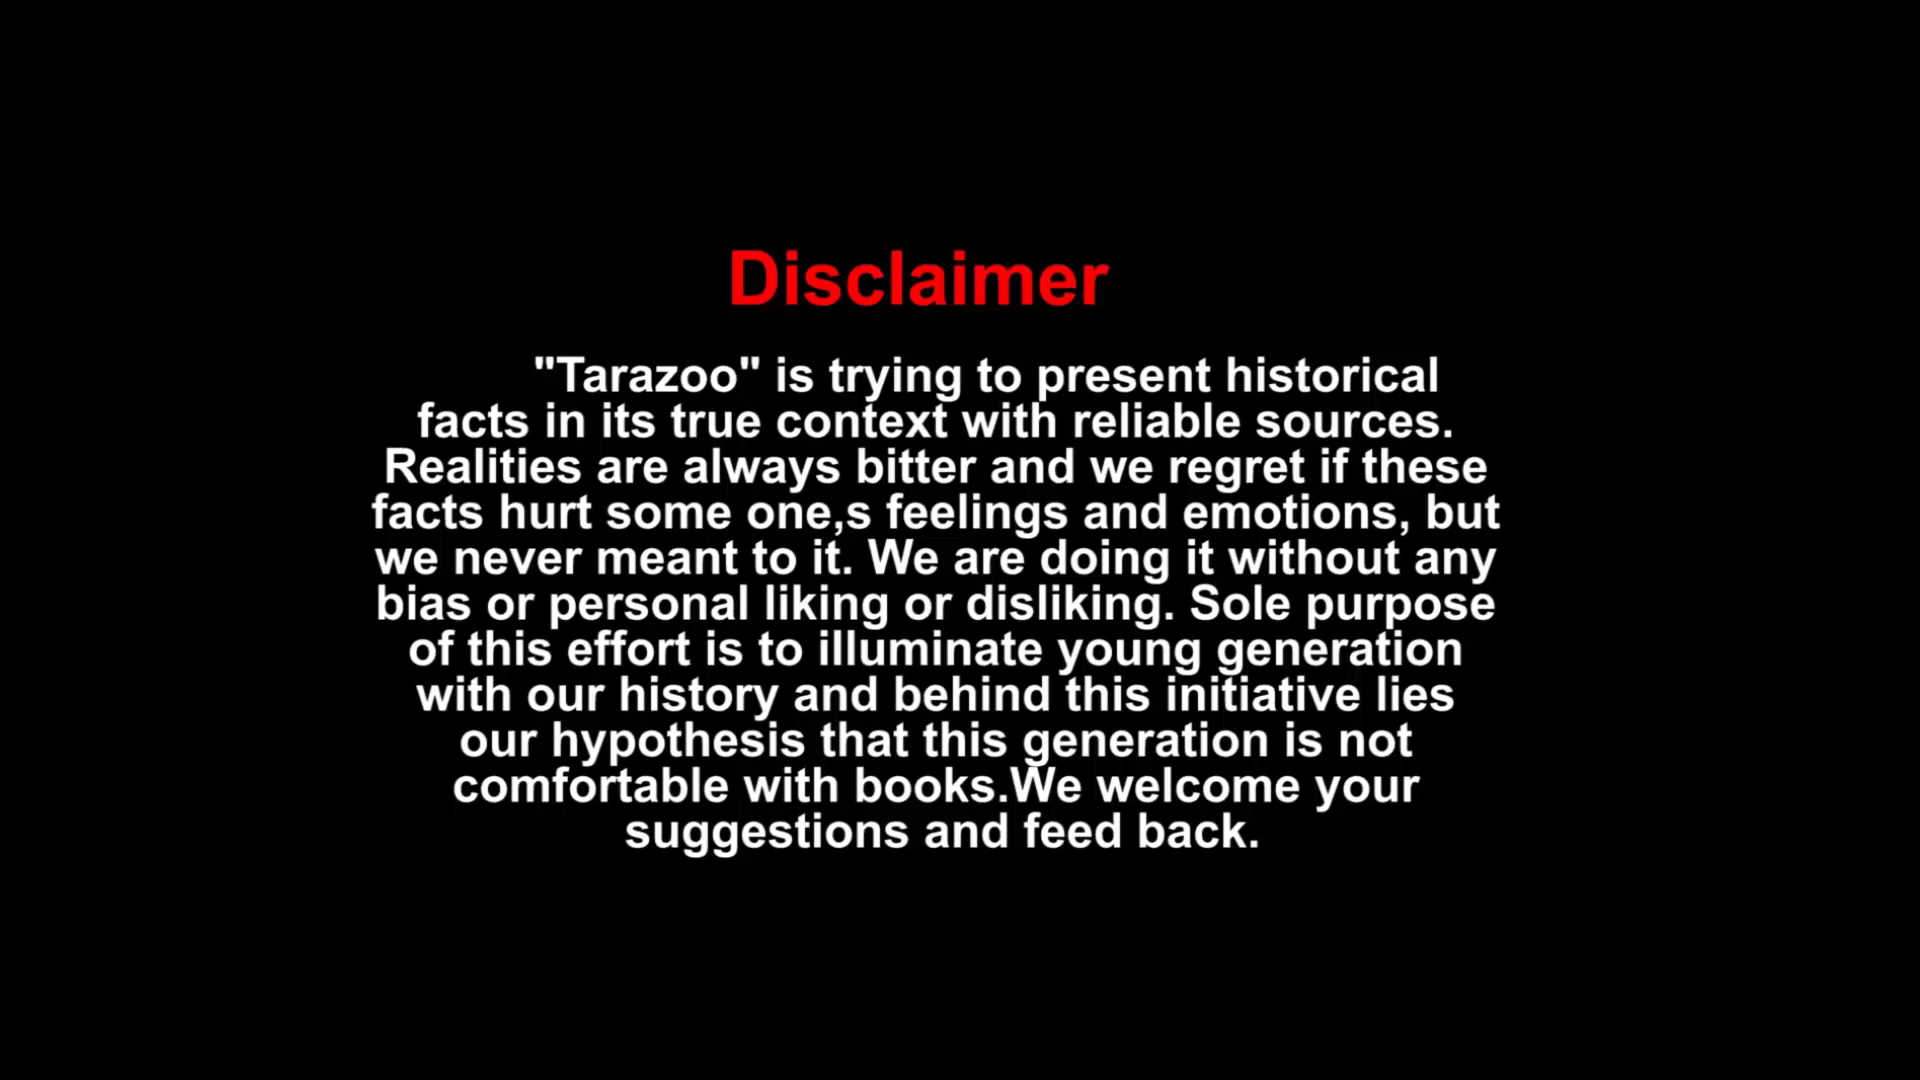 Disclaimer
"Tarazoo" is trying to present historical
facts in its true context with reliable sources.
Realities are always bitter and we regret if these
facts hurt some one,s feelings and emotions, but
we never meant to it. We are doing it without any
bias or personal liking or disliking. Sole purpose
of this effort is to illuminate young generation
with our history and behind this initiative lies
our hypothesis that this generation is not
comfortable with books.We welcome your
suggestions and feed back.